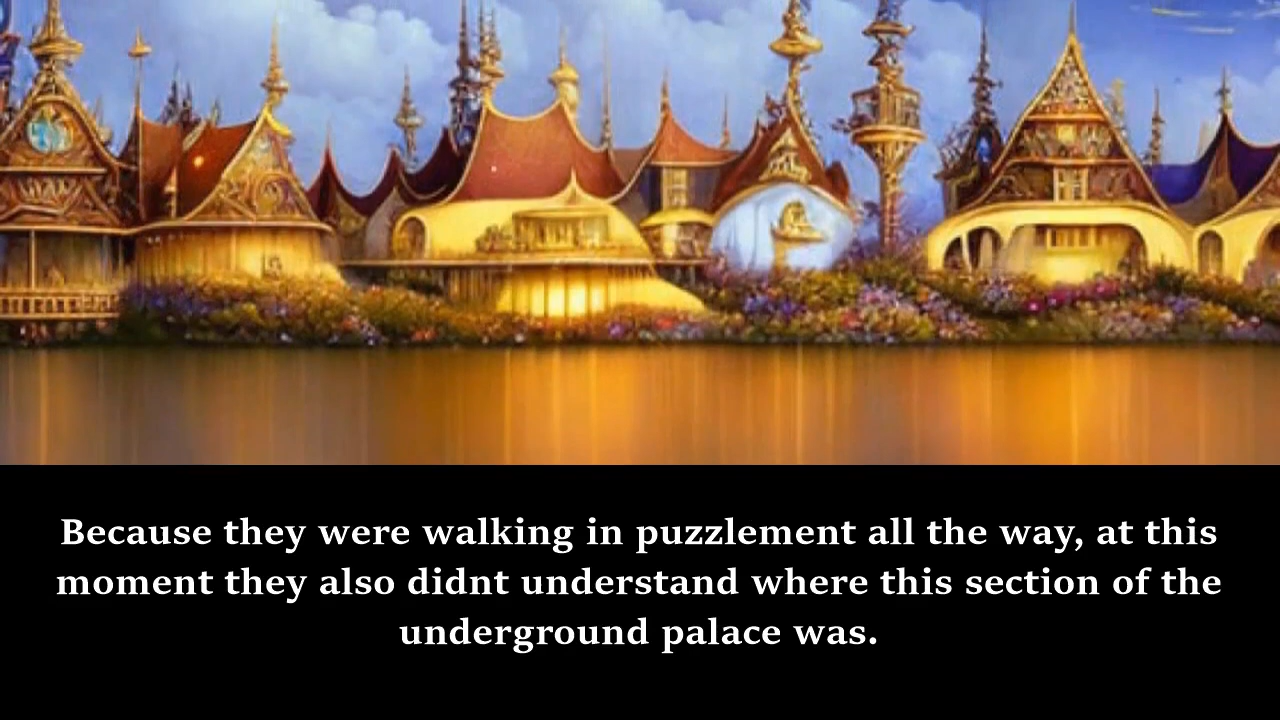 Because they were walking in puzzlement all the way, at this
moment they also didnt understand where this section of the
underground palace was.